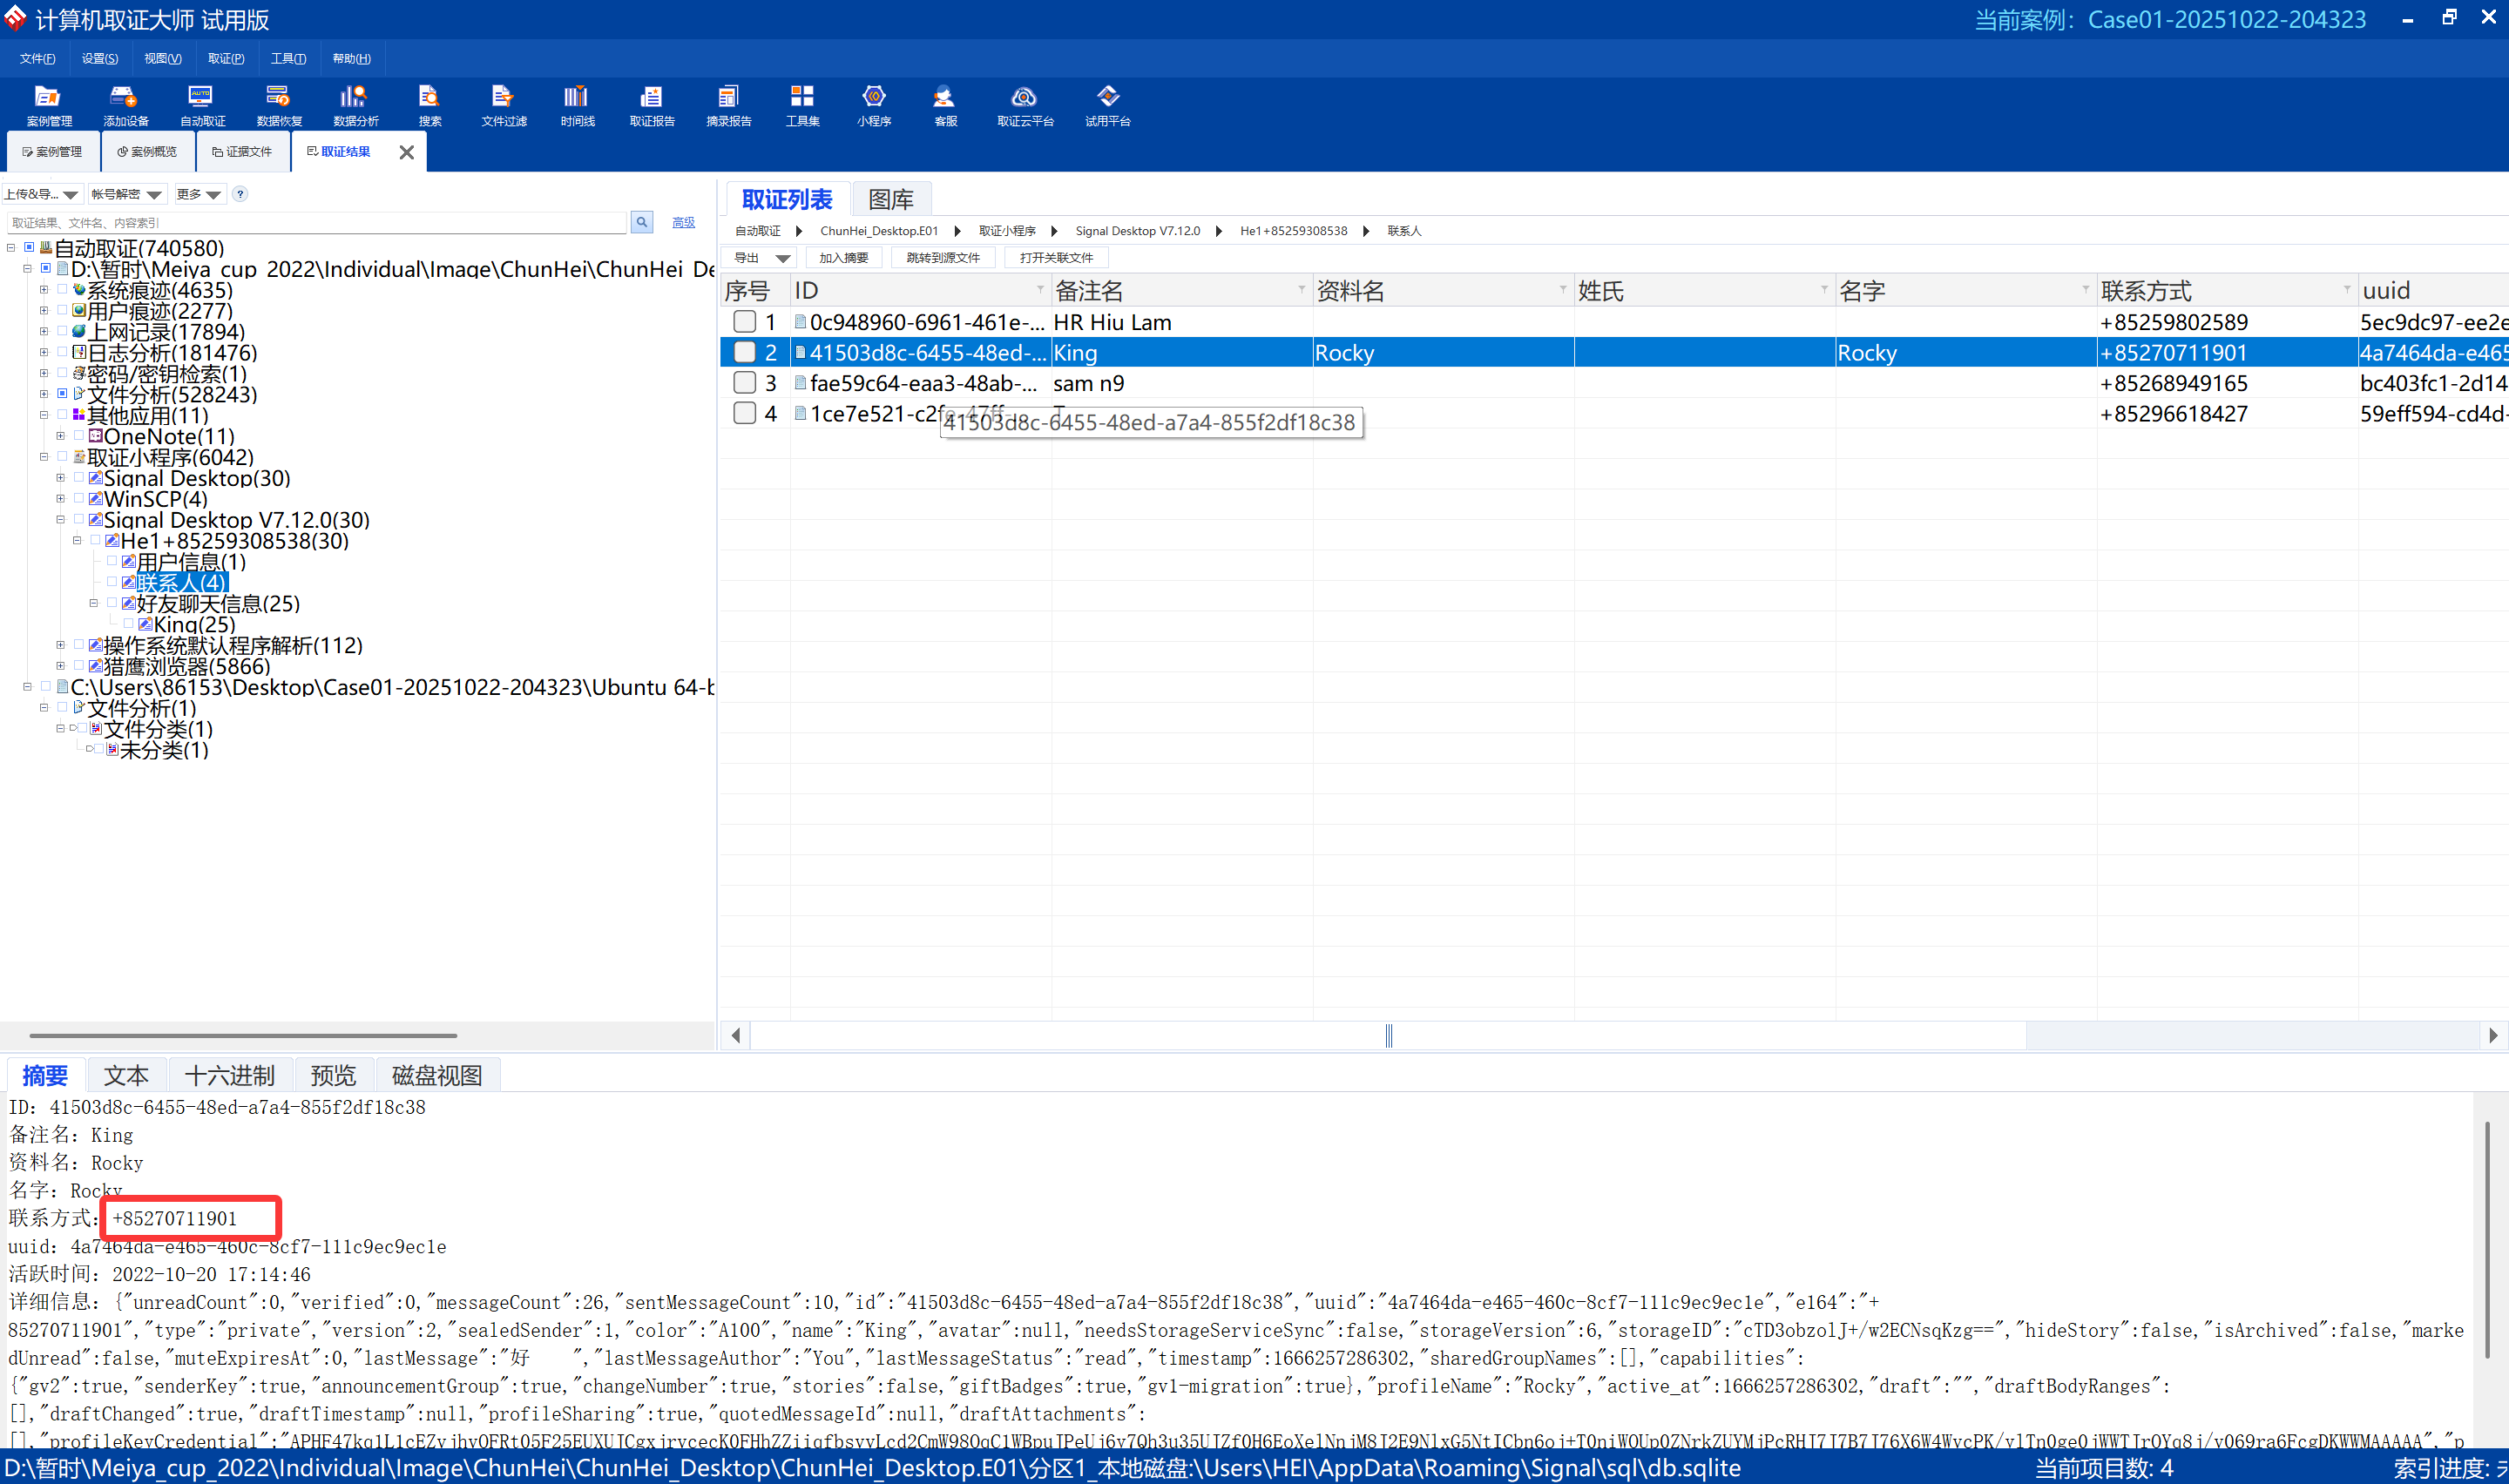 计算机取证大师 试用版
当前案例：Case01-20251022-204323
文件(F) 设置(S) 视图(V) 取证(P) 工具(T) 帮助(H)
案例管理 添加设备 自动取证 数据恢复 数据分析 搜索 文件过滤 时间线 取证报告 摘录报告 工具集 小程序 客服 取证云平台 试用平台
案例管理 案例概览 证据文件 取证结果
上传&导... 帐号解密 更多 ?
取证结果、文件名、内容索引 高级
自动取证(740580)
D:\暂时\Meiya_cup_2022\Individual\Image\ChunHei\ChunHei_De
系统痕迹(4635)
用户痕迹(2277)
上网记录(17894)
日志分析(181476)
密码/密钥检索(1)
文件分析(528243)
其他应用(11)
OneNote(11)
取证小程序(6042)
Signal Desktop(30)
WinSCP(4)
Signal Desktop V7.12.0(30)
He1+85259308538(30)
用户信息(1)
联系人(4)
好友聊天信息(25)
King(25)
操作系统默认程序解析(112)
猎鹰浏览器(5866)
C:\Users\86153\Desktop\Case01-20251022-204323\Ubuntu 64-b
文件分析(1)
文件分类(1)
未分类(1)
取证列表 图库
自动取证 ChunHei_Desktop.E01 取证小程序 Signal Desktop V7.12.0 He1+85259308538 联系人
导出 加入摘要 跳转到源文件 打开关联文件
序号 ID 备注名 资料名 姓氏 名字 联系方式 uuid
1 0c948960-6961-461e-... HR Hiu Lam +85259802589 5ec9dc97-ee2e
2 41503d8c-6455-48ed-... King Rocky Rocky +85270711901 4a7464da-e465
3 fae59c64-eaa3-48ab-... sam n9 +85268949165 bc403fc1-2d14
4 1ce7e521-c2fe-47ff-... +85296618427 59eff594-cd4d-
41503d8c-6455-48ed-a7a4-855f2df18c38
摘要 文本 十六进制 预览 磁盘视图
ID：41503d8c-6455-48ed-a7a4-855f2df18c38
备注名：King
资料名：Rocky
名字：Rocky
联系方式：+85270711901
uuid：4a7464da-e465-460c-8cf7-111c9ec9ec1e
活跃时间：2022-10-20 17:14:46
详细信息：{"unreadCount":0,"verified":0,"messageCount":26,"sentMessageCount":10,"id":"41503d8c-6455-48ed-a7a4-855f2df18c38","uuid":"4a7464da-e465-460c-8cf7-111c9ec9ec1e","e164":"+
85270711901","type":"private","version":2,"sealedSender":1,"color":"A100","name":"King","avatar":null,"needsStorageServiceSync":false,"storageVersion":6,"storageID":"cTD3obzolJ+/w2ECNsqKzg==","hideStory":false,"isArchived":false,"marke
dUnread":false,"muteExpiresAt":0,"lastMessage":"好 ","lastMessageAuthor":"You","lastMessageStatus":"read","timestamp":1666257286302,"sharedGroupNames":[],"capabilities":
{"gv2":true,"senderKey":true,"announcementGroup":true,"changeNumber":true,"stories":false,"giftBadges":true,"gv1-migration":true},"profileName":"Rocky","active_at":1666257286302,"draft":"","draftBodyRanges":
[],"draftChanged":true,"draftTimestamp":null,"profileSharing":true,"quotedMessageId":null,"draftAttachments":
[],"profileKeyCredential":
D:\暂时\Meiya_cup_2022\Individual\Image\ChunHei\ChunHei_Desktop\ChunHei_Desktop.E01\分区1_本地磁盘:\Users\HEI\AppData\Roaming\Signal\sql\db.sqlite 当前项目数: 4 索引进度: